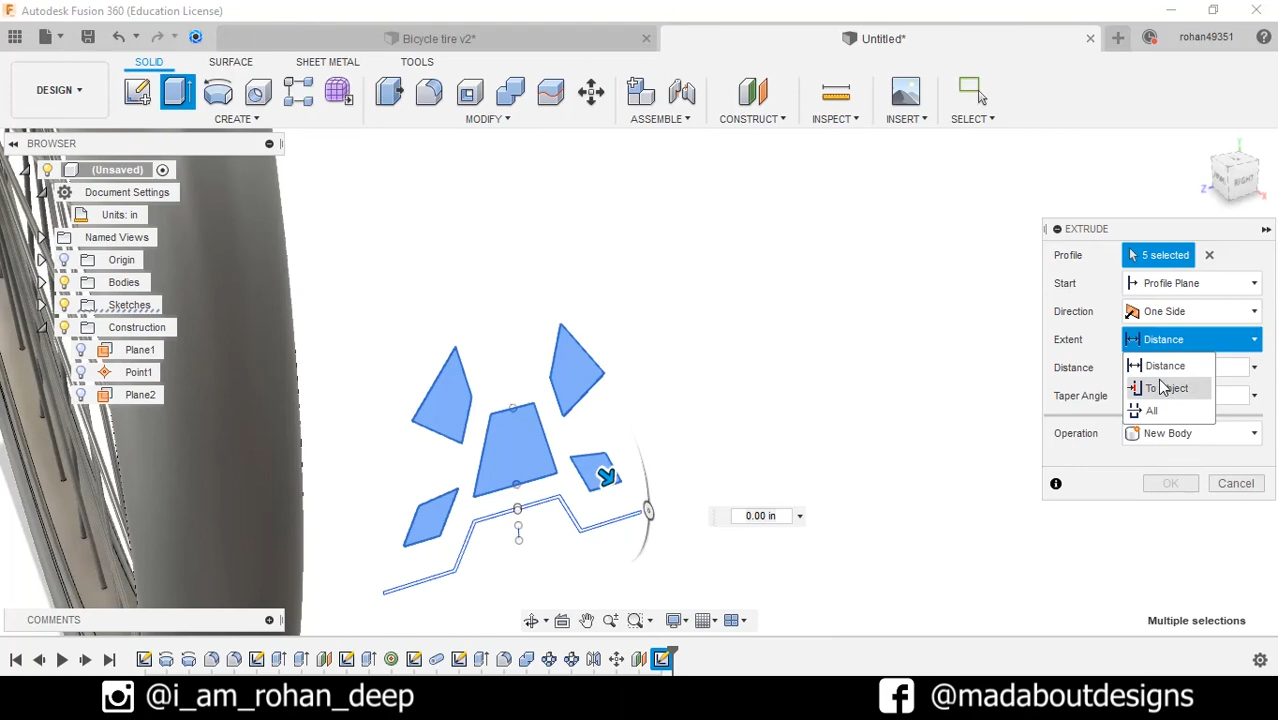 Autodesk Fusion 360 (Education License)
Bicycle tire v2*
Untitled*
rohan49351
SOLID SURFACE SHEET METAL TOOLS
DESIGN
CREATE MODIFY ASSEMBLE CONSTRUCT INSPECT INSERT SELECT
BROWSER
(Unsaved)
Document Settings
Units: in
Named Views
Origin
Bodies
Sketches
Construction
Plane1
Point1
Plane2
RIGHT
Y
Z
X
EXTRUDE
Profile 5 selected
Start Profile Plane
Direction One Side
Extent Distance
Distance
Distance
All
Taper Angle
Operation New Body
OK Cancel
0.00 in
COMMENTS
Multiple selections
@i_am_rohan_deep @madaboutdesigns